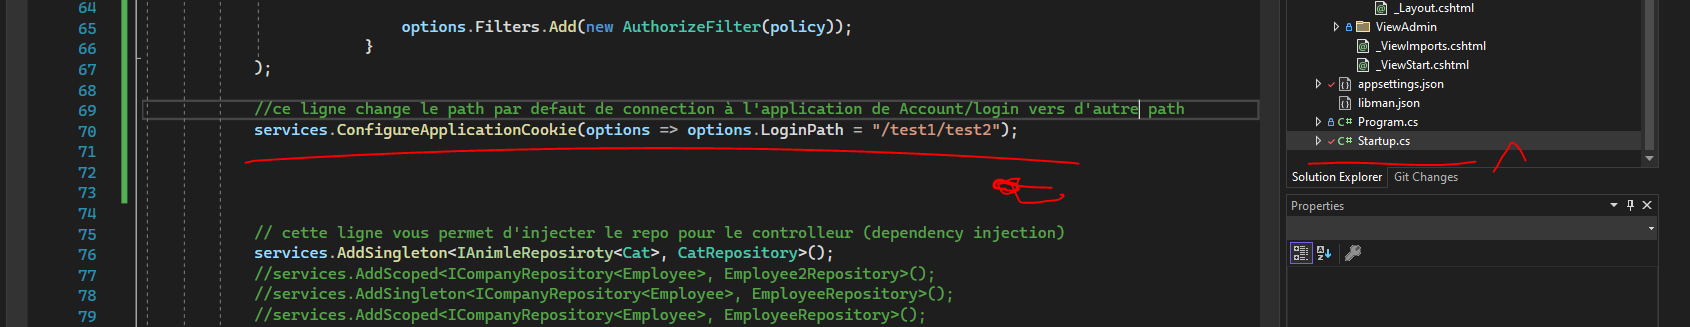 64
65 options.Filters.Add(new AuthorizeFilter(policy));
66 }
67 );
68
69 //ce ligne change le path par defaut de connection à l'application de Account/login vers d'autre path
70 services.ConfigureApplicationCookie(options => options.LoginPath = "/test1/test2");
71
72
73
74
75 // cette ligne vous permet d'injecter le repo pour le controlleur (dependency injection)
76 services.AddSingleton<IAnimleReposiroty<Cat>, CatRepository>();
77 //services.AddScoped<ICompanyRepository<Employee>, Employee2Repository>();
78 //services.AddSingleton<ICompanyRepository<Employee>, EmployeeRepository>();
79 //services.AddScoped<ICompanyRepository<Employee>, EmployeeRepository>();
_Layout.cshtml
ViewAdmin
_ViewImports.cshtml
_ViewStart.cshtml
appsettings.json
libman.json
C# Program.cs
C# Startup.cs
Solution Explorer Git Changes
Properties